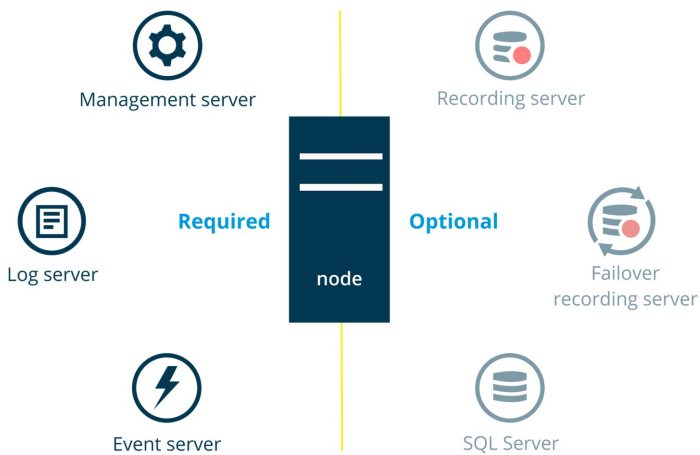 Management server
Recording server
Required
Optional
Log server
node
Failover
recording server
Event server
SQL Server